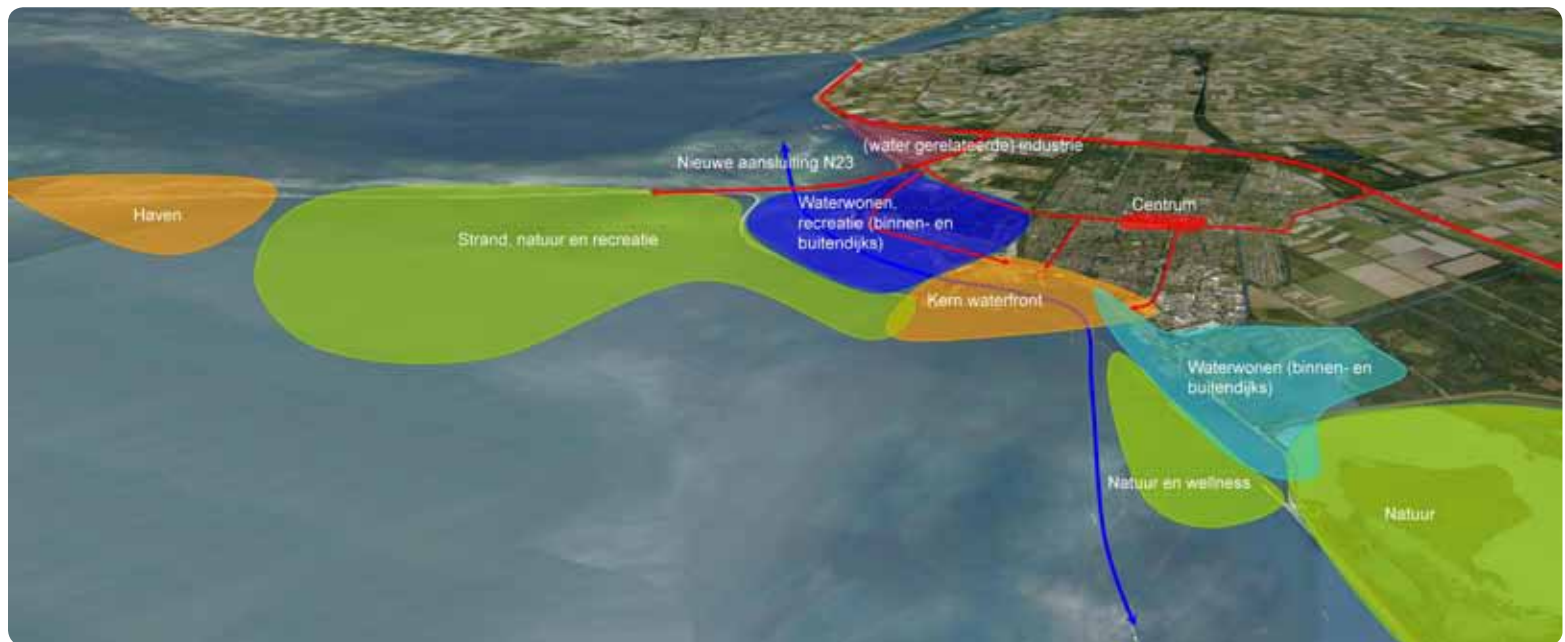 (water gerelateerde) industrie
Nieuwe aansluiting N23
Haven
Strand, natuur en recreatie
Waterwonen,
recreatie (binnen- en
buitendijks)
Centrum
Kern waterfront
Waterwonen (binnen- en
buitendijks)
Natuur en wellness
Natuur